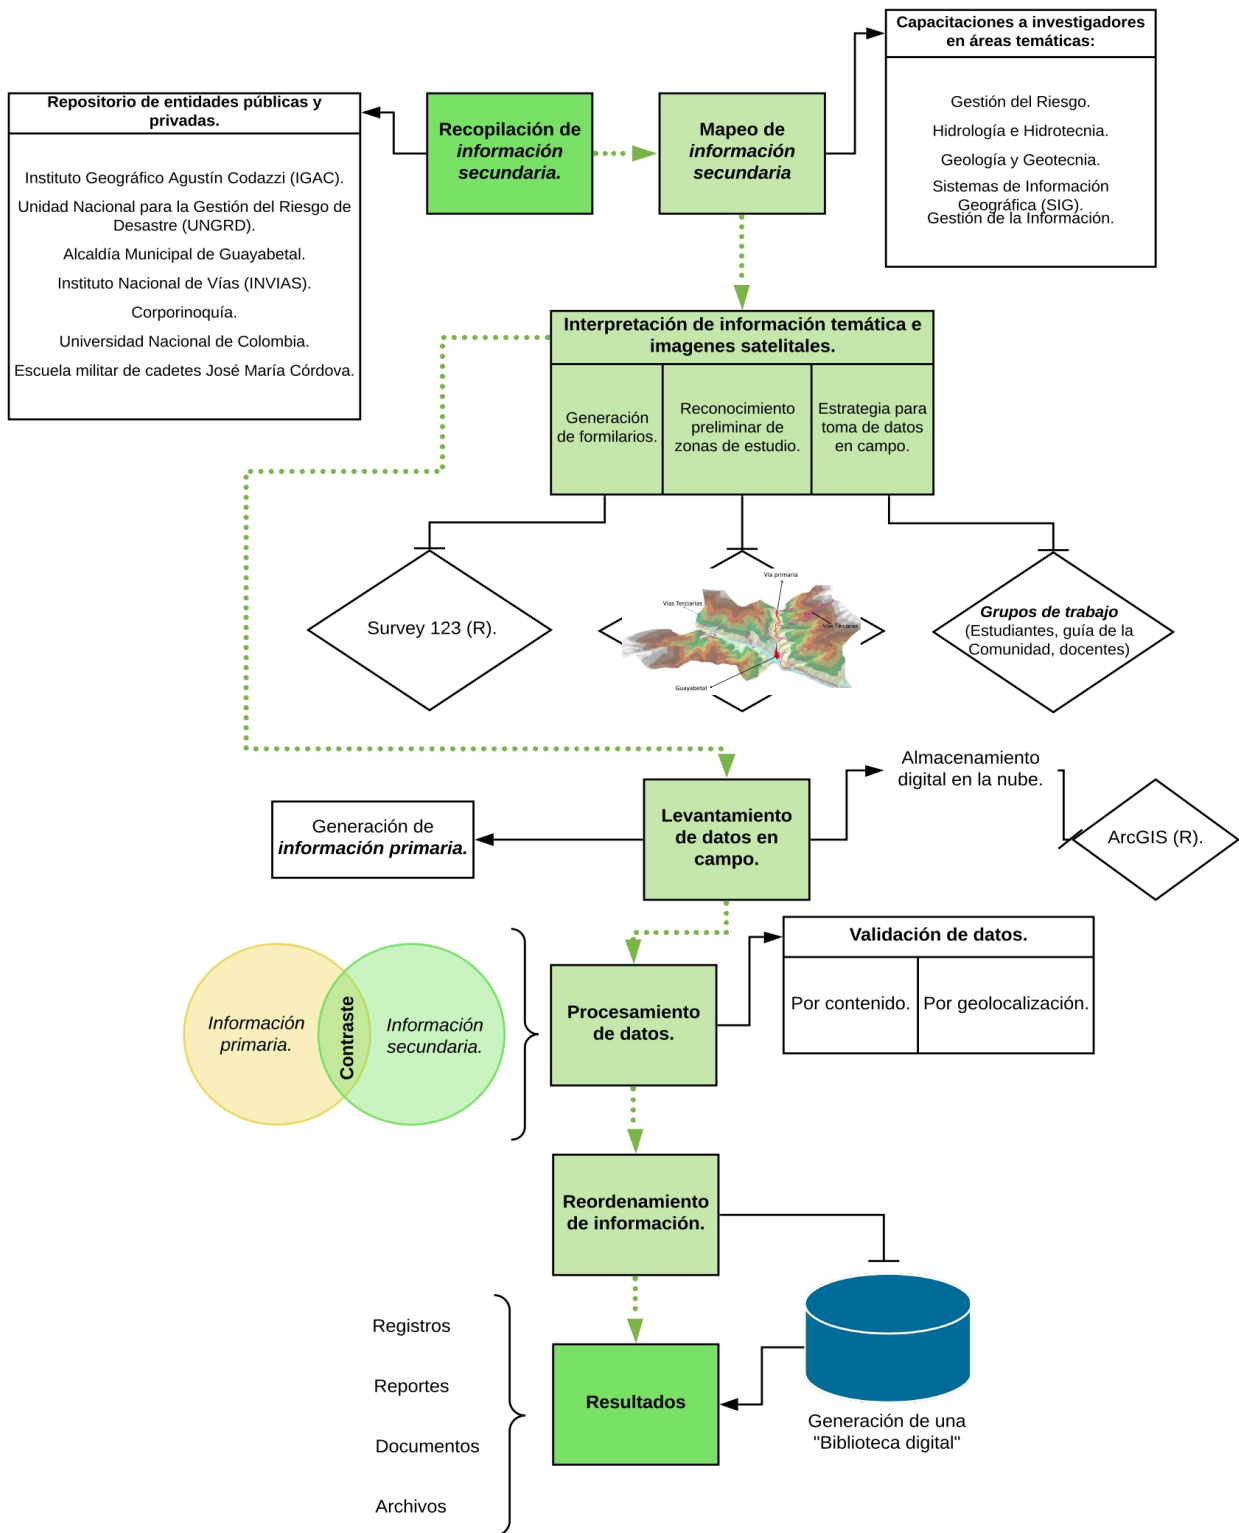 Capacitaciones a investigadores
en áreas temáticas:
Gestión del Riesgo.
Hidrología e Hidrotecnia.
Geología y Geotecnia.
Sistemas de Información
Geográfica (SIG).
Gestión de la Información.
Repositorio de entidades públicas y
privadas.
Instituto Geográfico Agustín Codazzi (IGAC).
Unidad Nacional para la Gestión del Riesgo de
Desastre (UNGRD).
Alcaldía Municipal de Guayabetal.
Instituto Nacional de Vías (INVIAS).
Corporinoquía.
Universidad Nacional de Colombia.
Escuela militar de cadetes José María Córdova.
Recopilación de
información
secundaria.
Mapeo de
información
secundaria
Interpretación de información temática e
imagenes satelitales.
Generación
de formilarios.
Reconocimiento
preliminar de
zonas de estudio.
Estrategia para
toma de datos
en campo.
Survey 123 (R).
Vía primaria
Vías Terciarias
Vías Terciarias
Guayabetal
Grupos de trabajo
(Estudiantes, guía de la
Comunidad, docentes)
Levantamiento
de datos en
campo.
Almacenamiento
digital en la nube.
ArcGIS (R).
Generación de
información primaria.
Información
primaria.
Contraste
Información
secundaria.
Procesamiento
de datos.
Validación de datos.
Por contenido.
Por geolocalización.
Reordenamiento
de información.
Registros
Reportes
Documentos
Archivos
Resultados
Generación de una
"Biblioteca digital"